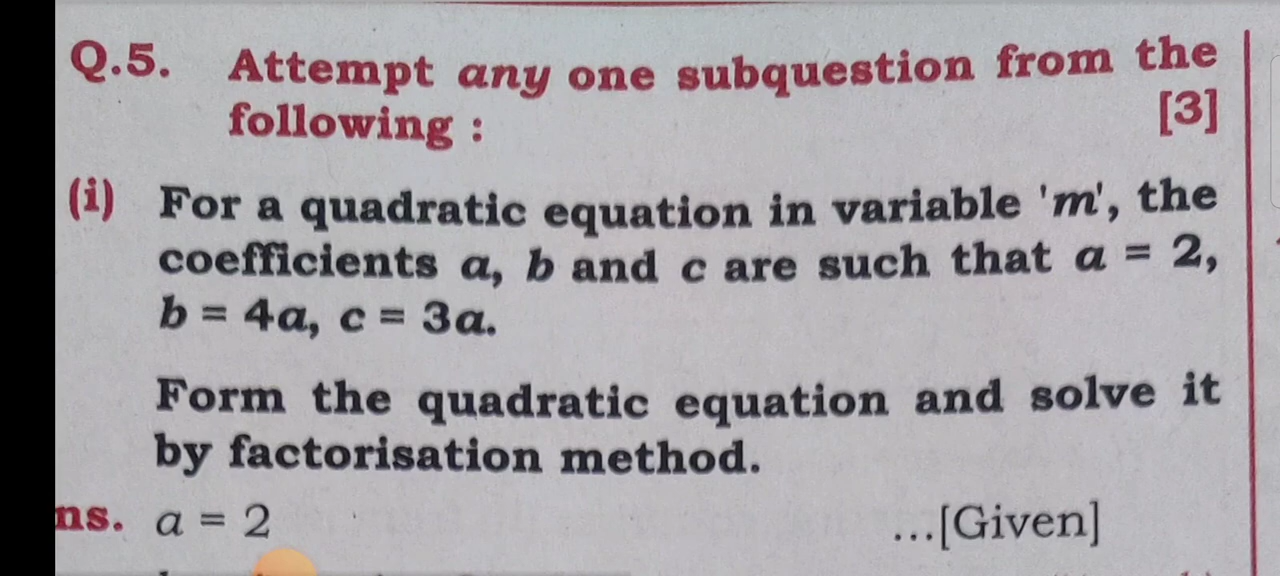 Q.5. Attempt any one subquestion from the
following : [3]
(i) For a quadratic equation in variable 'm', the
coefficients a, b and c are such that a = 2,
b = 4a, c = 3a.
Form the quadratic equation and solve it
by factorisation method.
ns. a = 2 ...[Given]